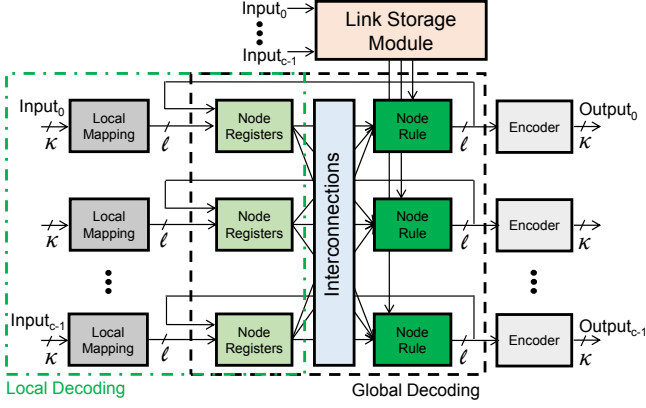 Input0
Input c-1
Link Storage
Module
Input0
Local
Mapping
Node
Registers
Interconnections
Node
Rule
Encoder
Output0
κ
ℓ
ℓ
κ
Local
Mapping
Node
Registers
Node
Rule
Encoder
κ
ℓ
ℓ
κ
Inputc-1
Local
Mapping
Node
Registers
Node
Rule
Encoder
Outputc-1
κ
ℓ
ℓ
κ
Local Decoding
Global Decoding